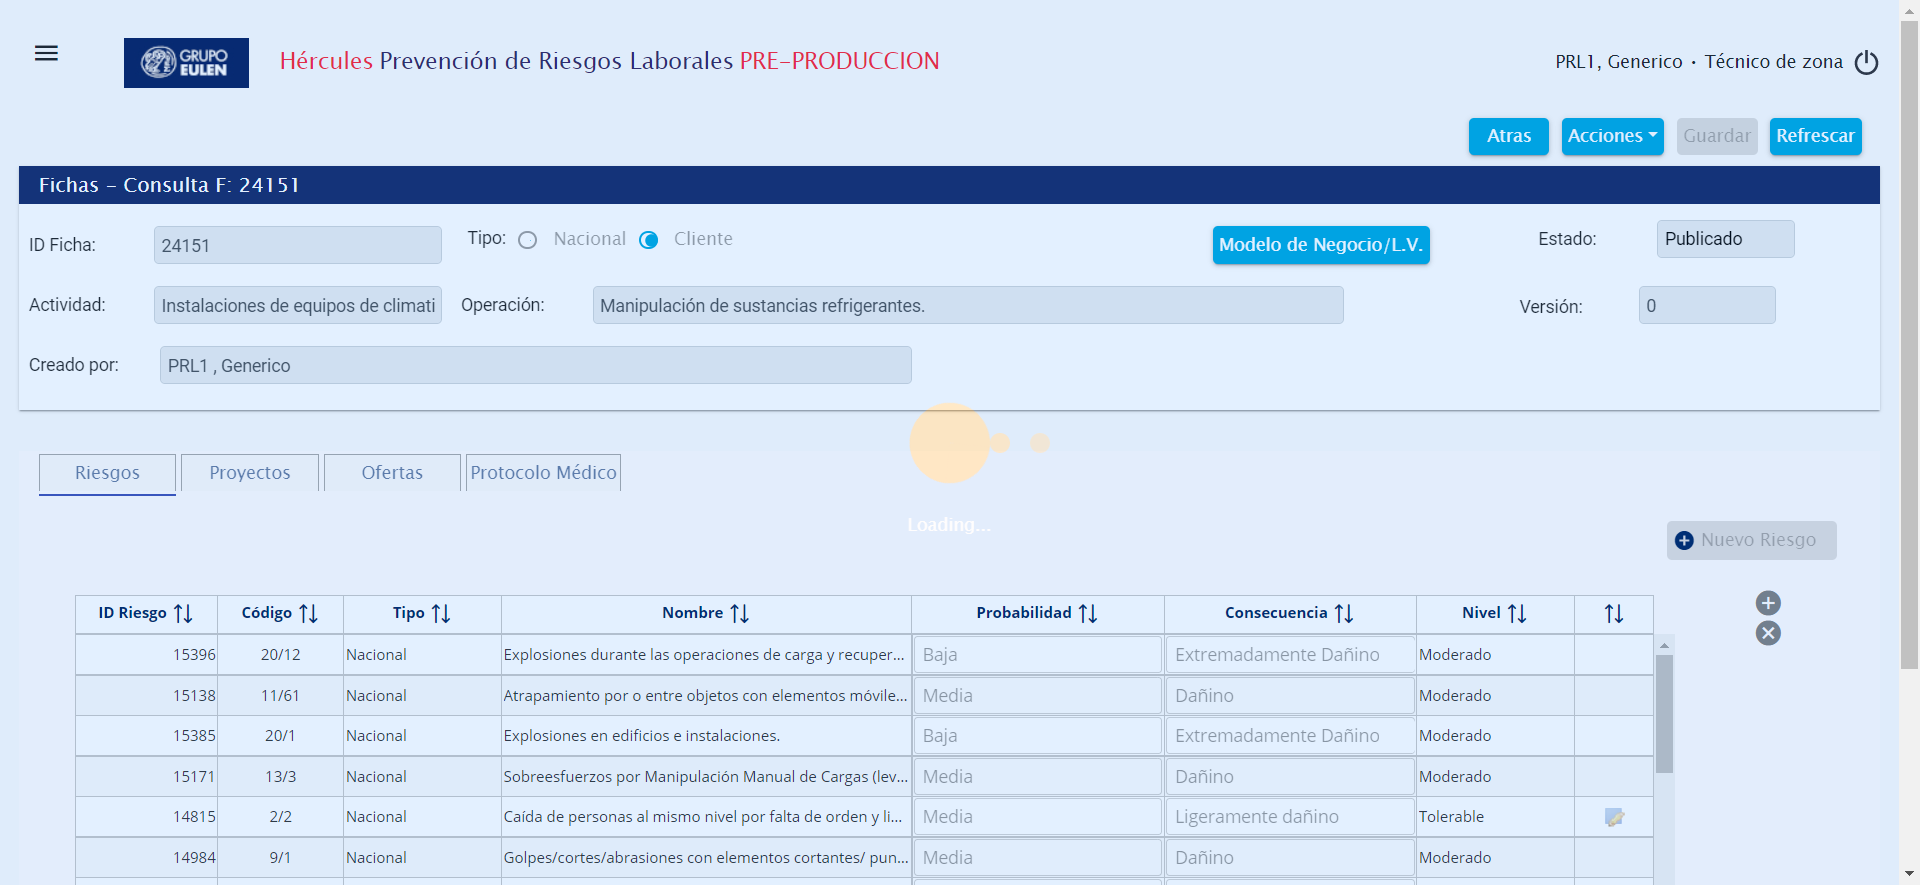 GRUPO
EULEN
Hércules Prevención de Riesgos Laborales PRE-PRODUCCION
PRL1, Generico · Técnico de zona
Atras
Acciones
Guardar
Refrescar
Fichas - Consulta F: 24151
ID Ficha:
24151
Tipo:
Nacional
Cliente
Modelo de Negocio/L.V.
Estado:
Publicado
Actividad:
Instalaciones de equipos de climati
Operación:
Manipulación de sustancias refrigerantes.
Versión:
0
Creado por:
PRL1 , Generico
Riesgos
Proyectos
Ofertas
Protocolo Médico
Loading...
Nuevo Riesgo
ID Riesgo Código Tipo Nombre Probabilidad Consecuencia Nivel
15396 20/12 Nacional Explosiones durante las operaciones de carga y recuper... Baja Extremadamente Dañino Moderado
15138 11/61 Nacional Atrapamiento por o entre objetos con elementos móvile... Media Dañino Moderado
15385 20/1 Nacional Explosiones en edificios e instalaciones. Baja Extremadamente Dañino Moderado
15171 13/3 Nacional Sobreesfuerzos por Manipulación Manual de Cargas (lev... Media Dañino Moderado
14815 2/2 Nacional Caída de personas al mismo nivel por falta de orden y li... Media Ligeramente dañino Tolerable
14984 9/1 Nacional Golpes/cortes/abrasiones con elementos cortantes/ pun... Media Dañino Moderado